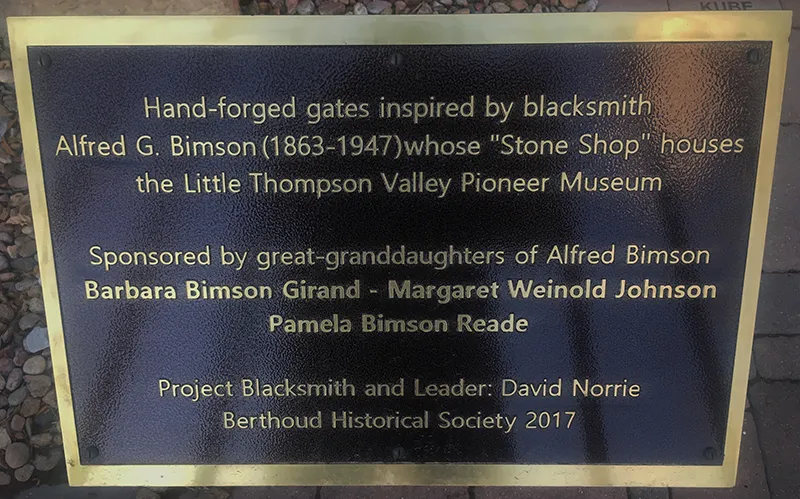 KUBE
Hand-forged gates inspired by blacksmith
Alfred G. Bimson (1863-1947)whose "Stone Shop" houses
the Little Thompson Valley Pioneer Museum
Sponsored by great-granddaughters of Alfred Bimson
Barbara Bimson Girand - Margaret Weinold Johnson
Pamela Bimson Reade
Project Blacksmith and Leader: David Norrie
Berthoud Historical Society 2017